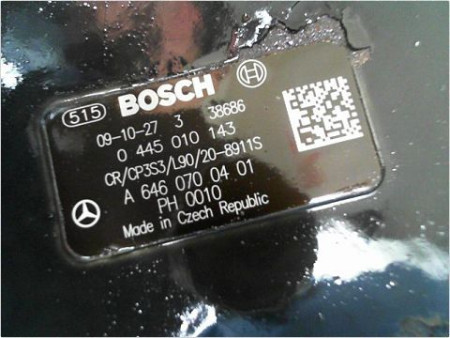 515 BOSCH
09-10-27 3 38686
0 445 010 143
CR/CP3S3/L90/20-8911S
A 646 070 04 01
PH 0010
Made in Czech Republic